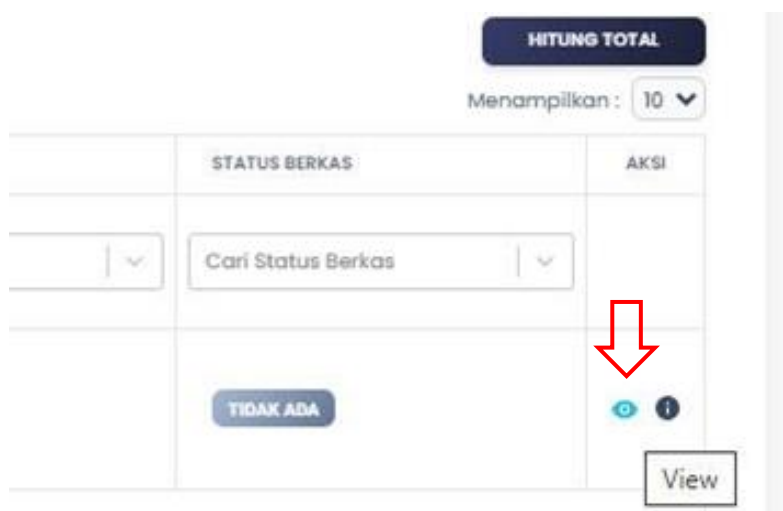 HITUNG TOTAL
Menampilkan : 10
STATUS BERKAS AKSI
Cari Status Berkas
TIDAK ADA
View